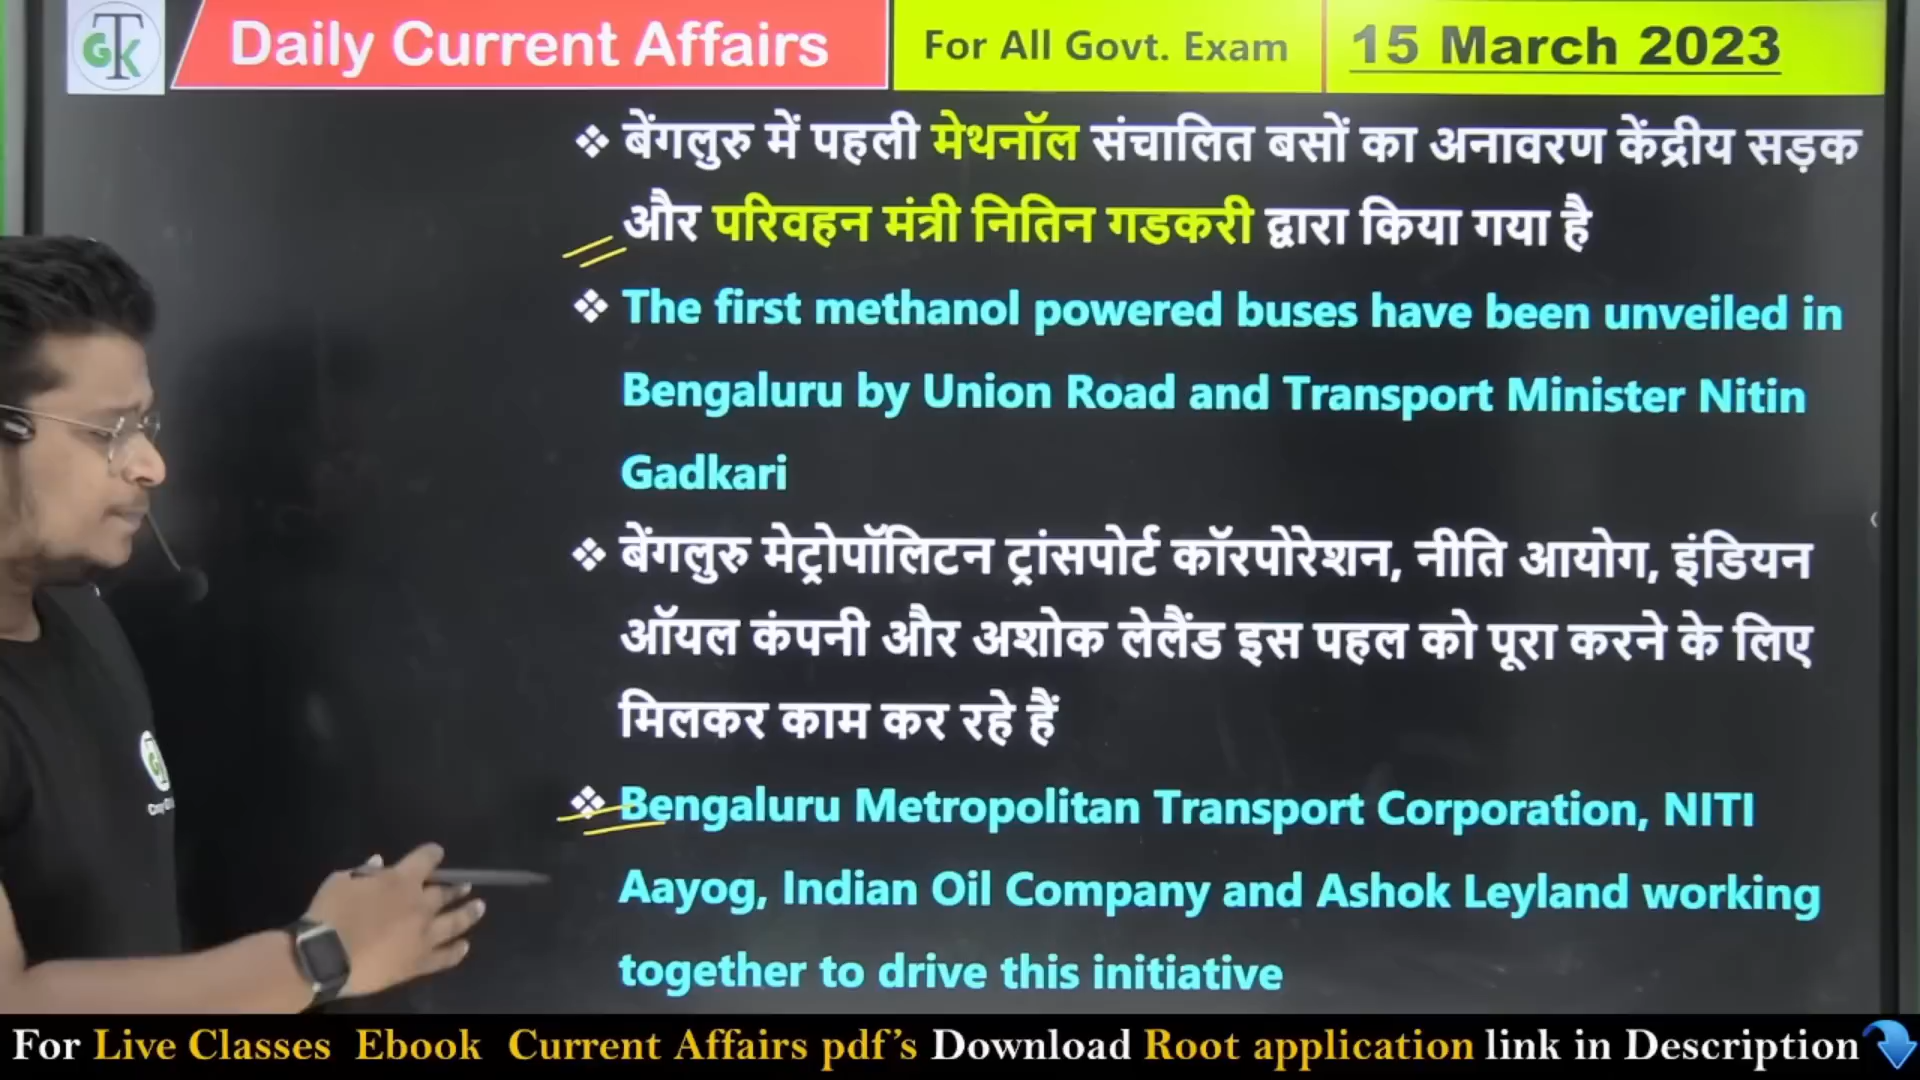 GTK
Daily Current Affairs
For All Govt. Exam
15 March 2023
❖ बेंगलुरु में पहली मेथनॉल संचालित बसों का अनावरण केंद्रीय सड़क
और परिवहन मंत्री नितिन गडकरी द्वारा किया गया है
❖ The first methanol powered buses have been unveiled in
Bengaluru by Union Road and Transport Minister Nitin
Gadkari
❖ बेंगलुरु मेट्रोपॉलिटन ट्रांसपोर्ट कॉरपोरेशन, नीति आयोग, इंडियन
ऑयल कंपनी और अशोक लेलैंड इस पहल को पूरा करने के लिए
मिलकर काम कर रहे हैं
❖ Bengaluru Metropolitan Transport Corporation, NITI
Aayog, Indian Oil Company and Ashok Leyland working
together to drive this initiative
For Live Classes Ebook Current Affairs pdf’s Download Root application link in Description